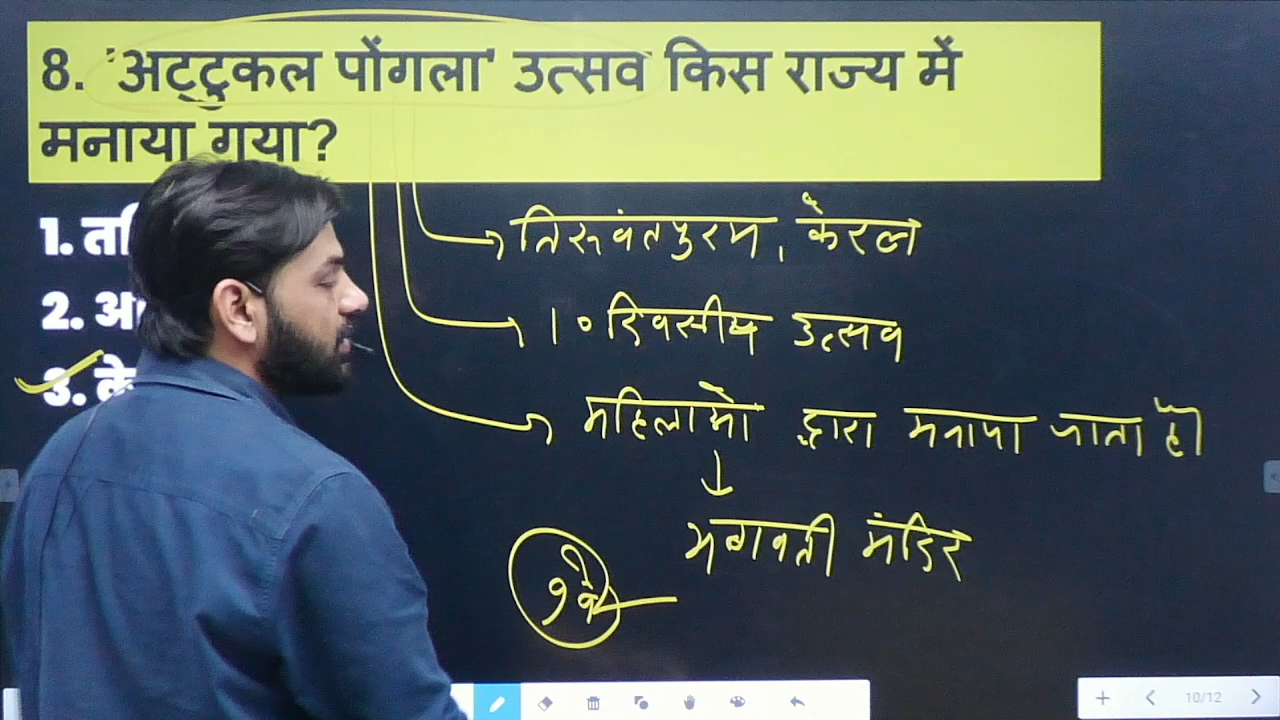 8. 'अट्टुकल पोंगला' उत्सव किस राज्य में
मनाया गया?
1. त
2. अ
3. के
तिरुवंतपुरम, केरल
10 दिवसीय उत्सव
महिलाओ द्वारा मनाया जाता है।
भगवती मंदिर
9 वे
10/12